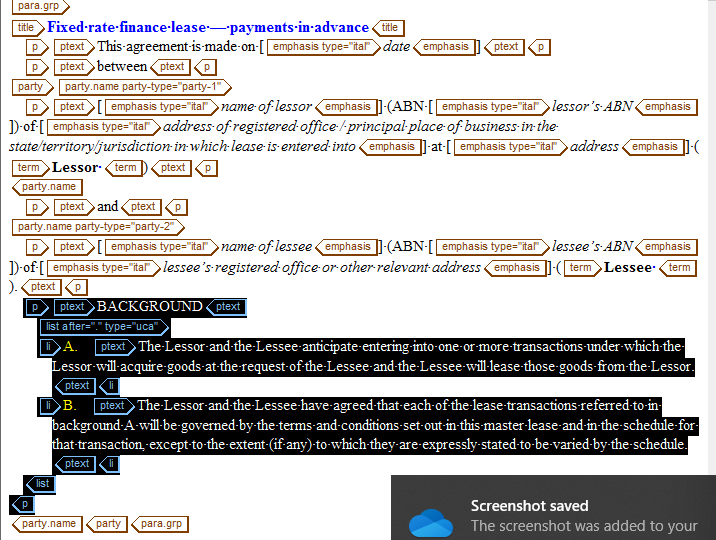 para.grp
title Fixed rate finance lease — payments in advance title
p ptext This agreement is made on [ emphasis type="ital" date emphasis ] ptext p
p ptext between ptext p
party party.name party-type="party-1"
p ptext [ emphasis type="ital" name of lessor emphasis ] (ABN [ emphasis type="ital" lessor's ABN emphasis
]) of [ emphasis type="ital" address of registered office / principal place of business in the
state/territory/jurisdiction in which lease is entered into emphasis ] at [ emphasis type="ital" address emphasis ] (
term Lessor term ) ptext p
party.name
p ptext and ptext p
party.name party-type="party-2"
p ptext [ emphasis type="ital" name of lessee emphasis ] (ABN [ emphasis type="ital" lessee's ABN emphasis
]) of [ emphasis type="ital" lessee's registered office or other relevant address emphasis ] ( term Lessee term
). ptext p
p ptext BACKGROUND ptext
list after="." type="uca"
li A. ptext The Lessor and the Lessee anticipate entering into one or more transactions under which the
Lessor will acquire goods at the request of the Lessee and the Lessee will lease those goods from the Lessor.
ptext li
li B. ptext The Lessor and the Lessee have agreed that each of the lease transactions referred to in
background A will be governed by the terms and conditions set out in this master lease and in the schedule for
that transaction, except to the extent (if any) to which they are expressly stated to be varied by the schedule.
ptext li
list
p
party.name party para.grp
Screenshot saved
The screenshot was added to your